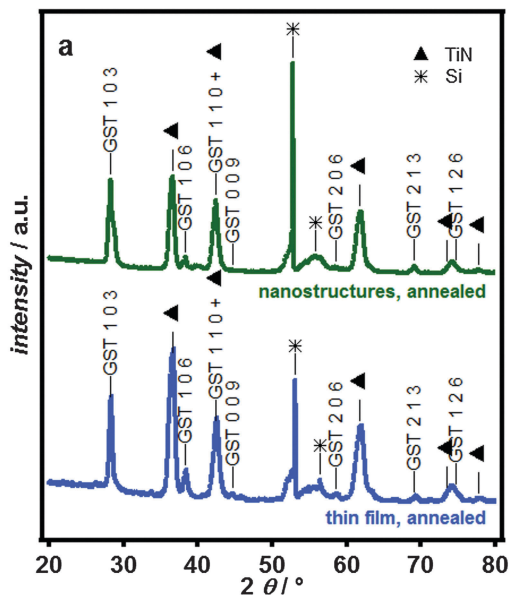 a
▲ TiN
✳ Si
GST 1 0 3
GST 1 0 6
GST 1 1 0 +
GST 0 0 9
GST 2 0 6
GST 2 1 3
GST 1 2 6
nanostructures, annealed
GST 1 0 3
GST 1 0 6
GST 1 1 0 +
GST 0 0 9
GST 2 0 6
GST 2 1 3
GST 1 2 6
thin film, annealed
intensity / a.u.
20 30 40 50 60 70 80
2 θ / °